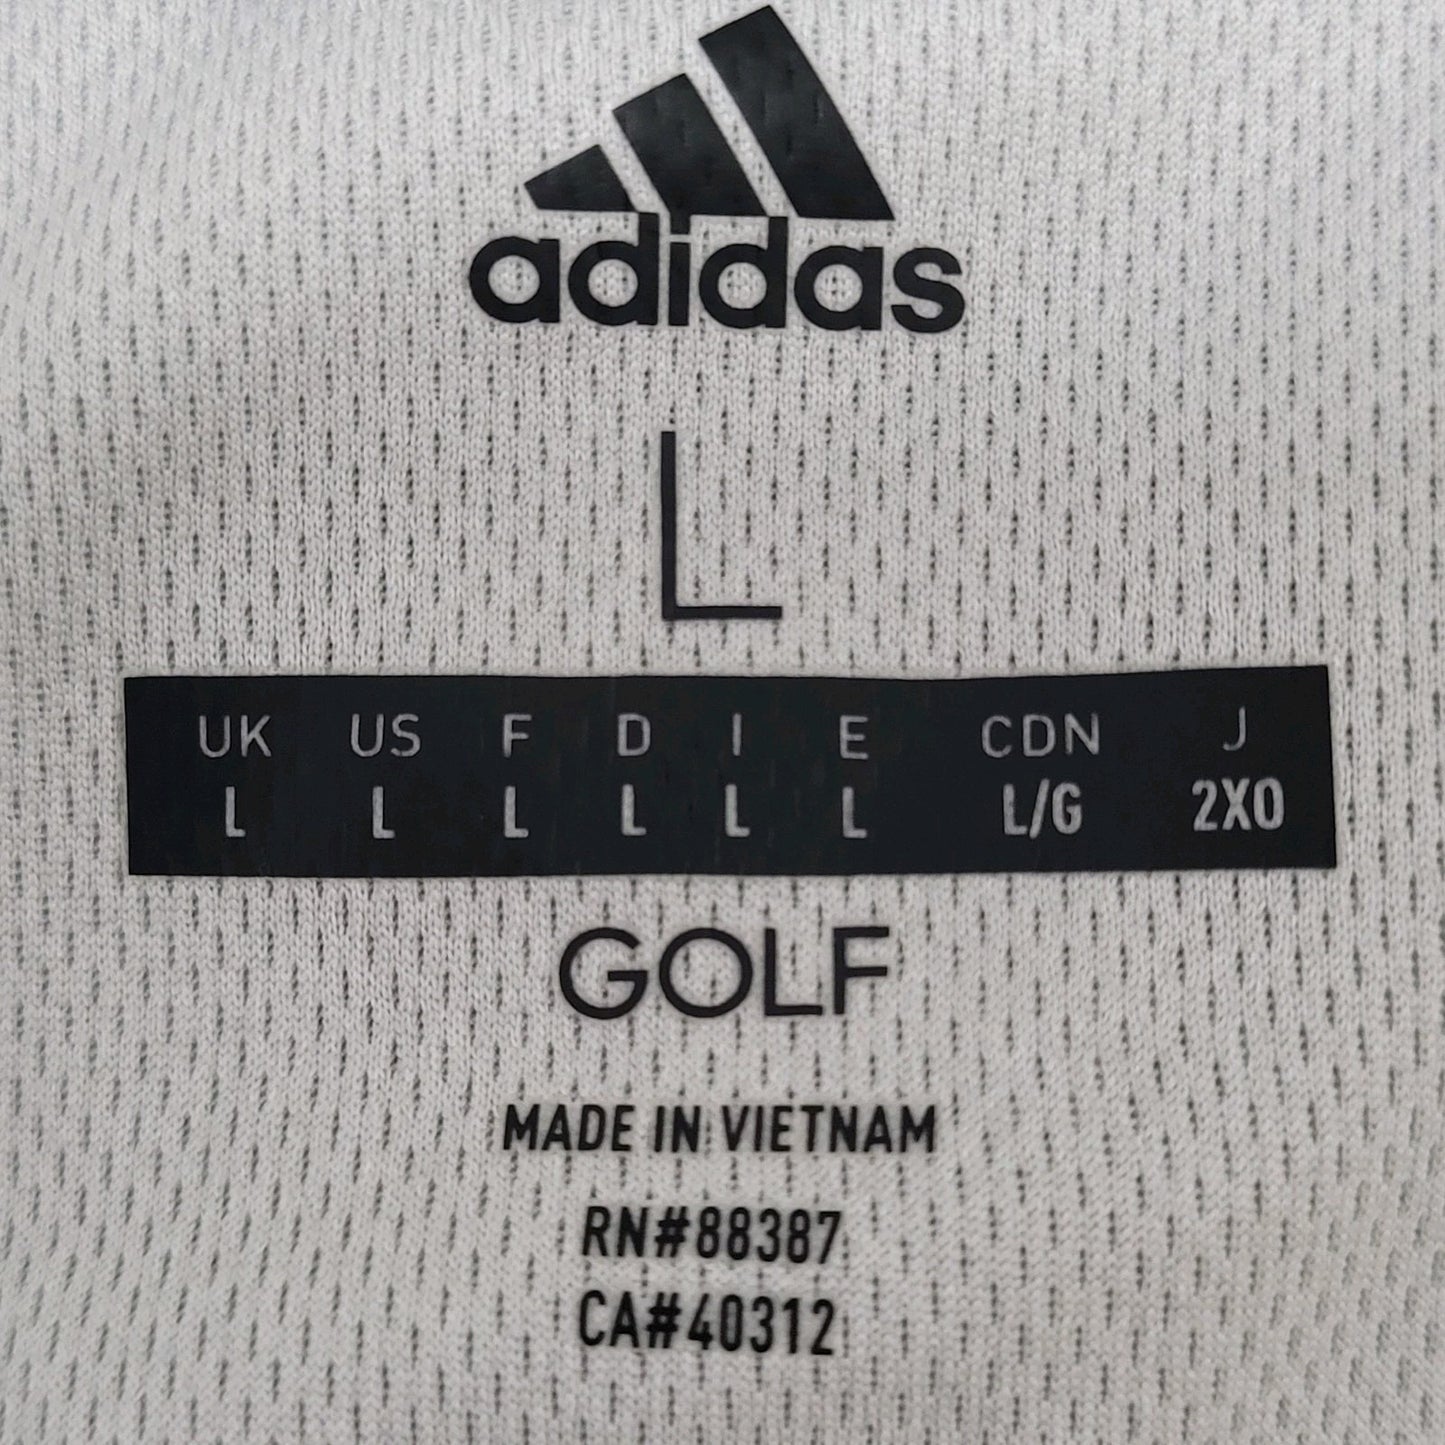 adidas
L
UK US F D I E CDN J
L L L L L L L/G 2XO
GOLF
MADE IN VIETNAM
RN#88387
CA#40312